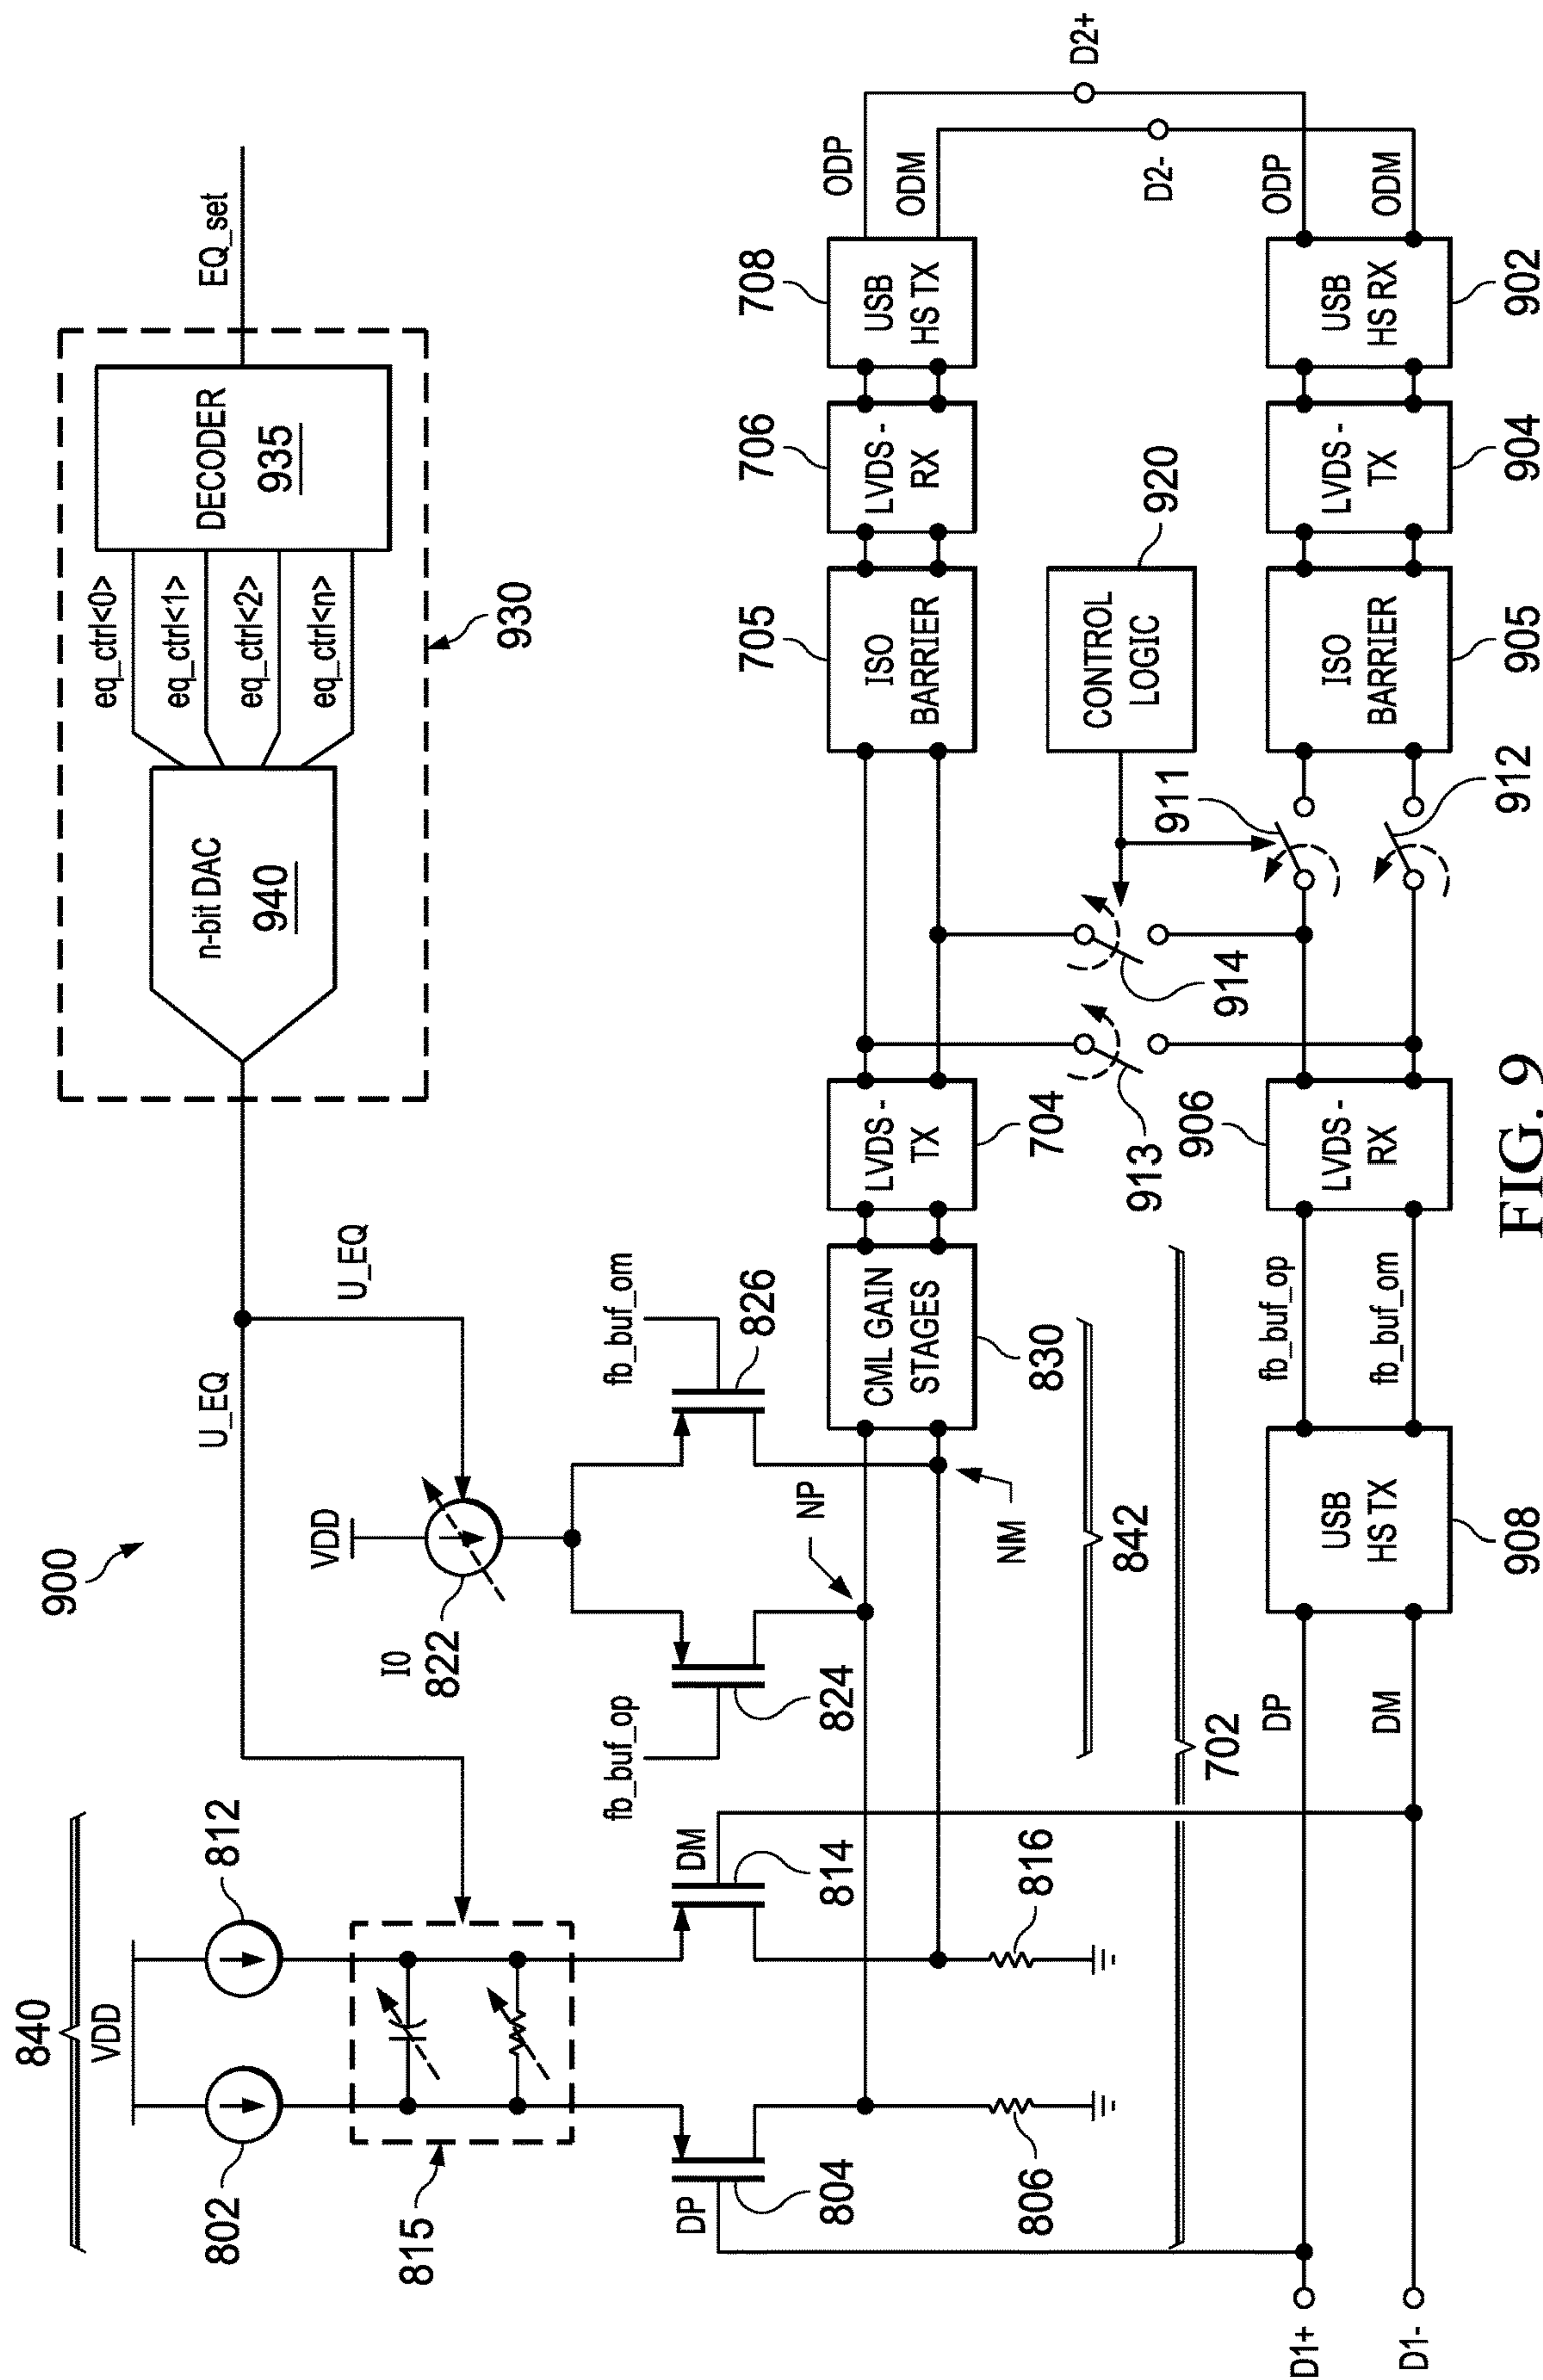 900
840
VDD
802
812
815
U_EQ
U_EQ
VDD
I0
822
n-bit DAC
940
eq_ctrl<0>
eq_ctrl<1>
eq_ctrl<2>
eq_ctrl<n>
DECODER
935
930
EQ_set
DP
804
DM
814
fb_buf_op
824
fb_buf_om
826
806
816
NP
NM
842
702
CML GAIN
STAGES
830
LVDS -
TX
704
ISO
BARRIER
705
LVDS -
RX
706
USB
HS TX
708
ODP
ODM
D2+
D2-
913
914
CONTROL
LOGIC
920
911
912
D1+
D1-
DP
DM
USB
HS TX
908
fb_buf_op
fb_buf_om
LVDS -
RX
906
ISO
BARRIER
905
LVDS -
TX
904
USB
HS RX
902
ODP
ODM
FIG. 9